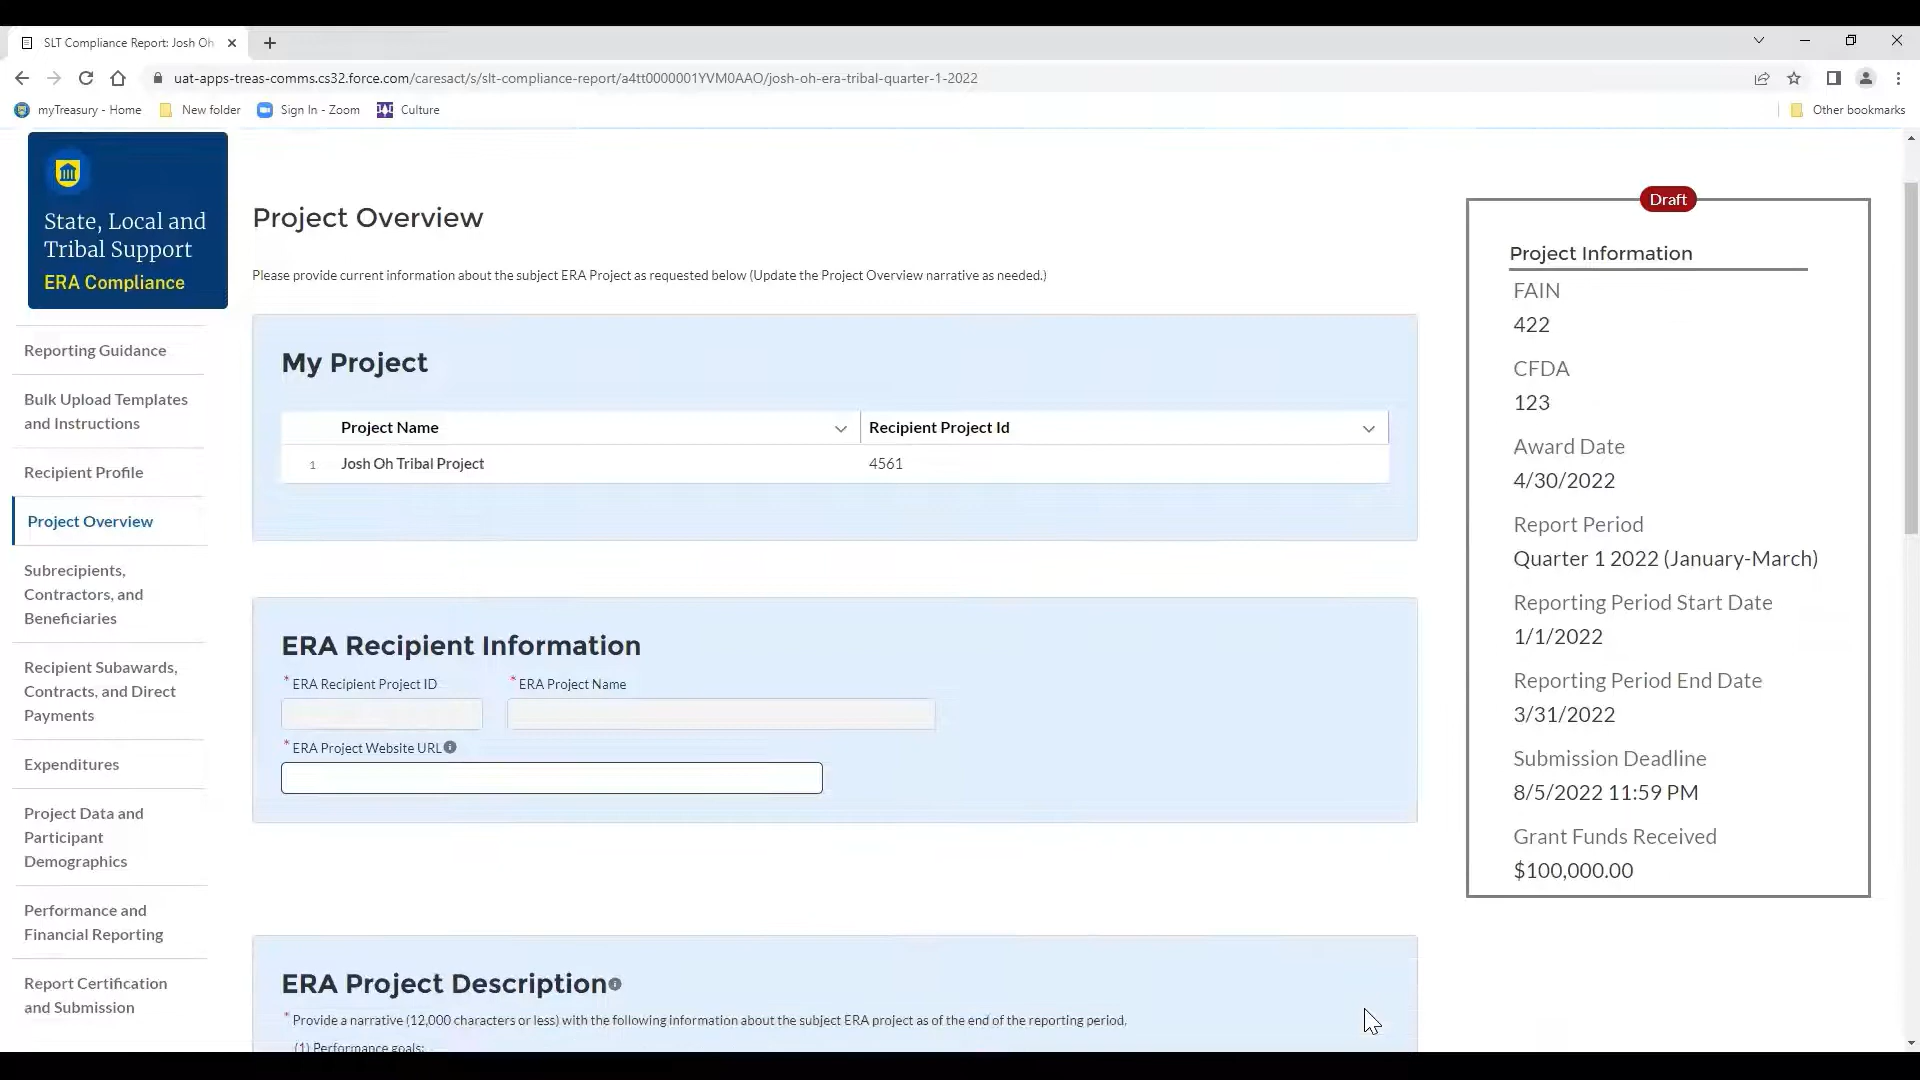 SLT Compliance Report: Josh Oh
uat-apps-treas-comms.cs32.force.com/caresact/s/slt-compliance-report/a4tt0000001YVM0AAO/josh-oh-era-tribal-quarter-1-2022
myTreasury - Home
New folder
Sign In - Zoom
Culture
Other bookmarks
State, Local and
Tribal Support
ERA Compliance
Reporting Guidance
Bulk Upload Templates
and Instructions
Recipient Profile
Project Overview
Subrecipients,
Contractors, and
Beneficiaries
Recipient Subawards,
Contracts, and Direct
Payments
Expenditures
Project Data and
Participant
Demographics
Performance and
Financial Reporting
Report Certification
and Submission
Project Overview
Please provide current information about the subject ERA Project as requested below (Update the Project Overview narrative as needed.)
My Project
Project Name
Recipient Project Id
1
Josh Oh Tribal Project
4561
ERA Recipient Information
* ERA Recipient Project ID
* ERA Project Name
* ERA Project Website URL
ERA Project Description
* Provide a narrative (12,000 characters or less) with the following information about the subject ERA project as of the end of the reporting period.
(1) Performance goals;
Draft
Project Information
FAIN
422
CFDA
123
Award Date
4/30/2022
Report Period
Quarter 1 2022 (January-March)
Reporting Period Start Date
1/1/2022
Reporting Period End Date
3/31/2022
Submission Deadline
8/5/2022 11:59 PM
Grant Funds Received
$100,000.00